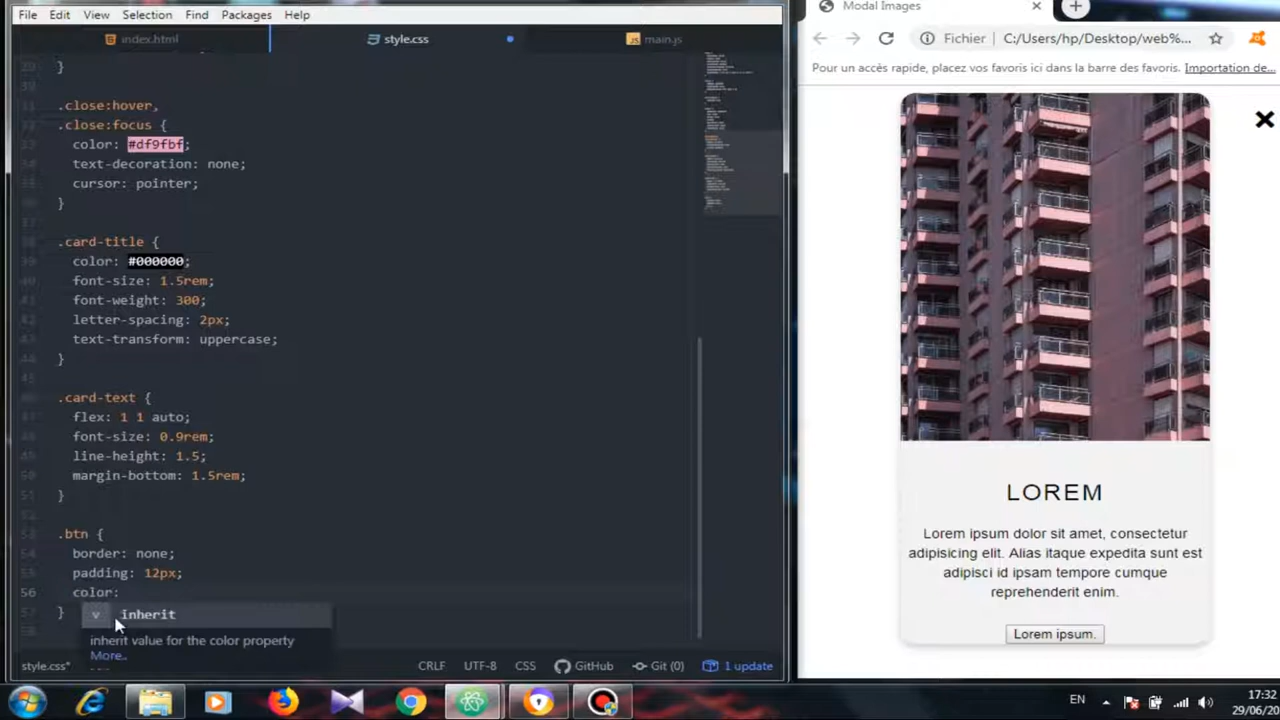 File Edit View Selection Find Packages Help
index.html style.css main.js
}
.close:hover,
.close:focus {
color: #df9fbf;
text-decoration: none;
cursor: pointer;
}
.card-title {
color: #000000;
font-size: 1.5rem;
font-weight: 300;
letter-spacing: 2px;
text-transform: uppercase;
}
45
.card-text {
flex: 1 1 auto;
font-size: 0.9rem;
line-height: 1.5;
margin-bottom: 1.5rem;
51 }
53 .btn {
54 border: none;
55 padding: 12px;
56 color:
57 }
v inherit
inherit value for the color property
More..
style.css* CRLF UTF-8 CSS GitHub Git (0) 1 update
Modal Images
Fichier C:/Users/hp/Desktop/web%...
Pour un accès rapide, placez vos favoris ici dans la barre des favoris. Importation de...
LOREM
Lorem ipsum dolor sit amet, consectetur
adipisicing elit. Alias itaque expedita sunt est
adipisci id ipsam tempore cumque
reprehenderit enim.
Lorem ipsum.
EN
17:32
29/06/20